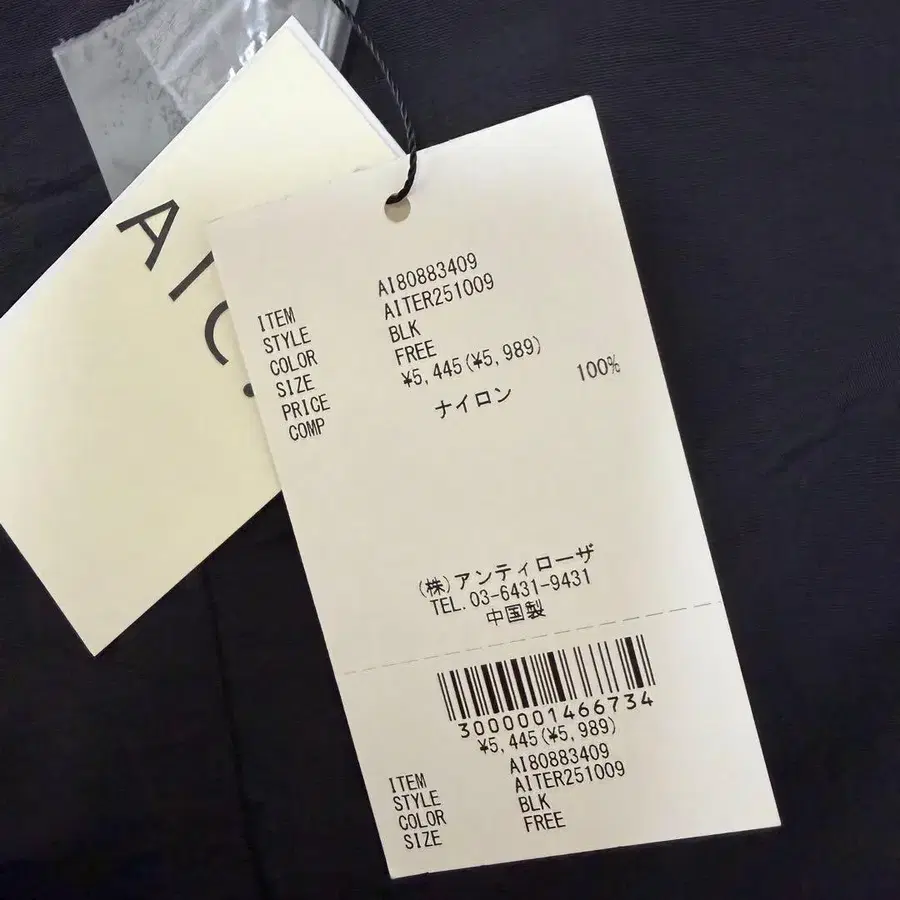 AIC.
ITEM AI80883409
STYLE AITER251009
COLOR BLK
SIZE FREE
PRICE ¥5,445(¥5,989)
COMP ナイロン 100%
(株)アンティローザ
TEL.03-6431-9431
中国製
3000001466734
¥5,445(¥5,989)
ITEM AI80883409
STYLE AITER251009
COLOR BLK
SIZE FREE